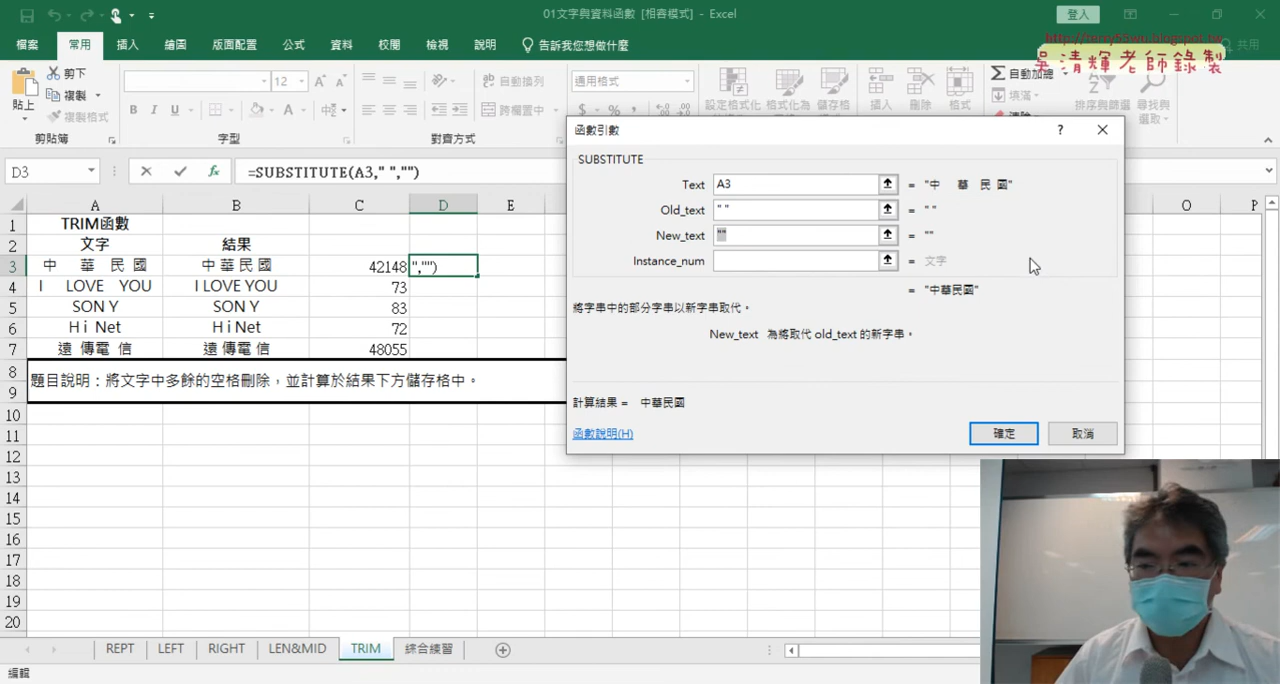 01文字與資料函數 [相容模式] - Excel
登入
檔案 常用 插入 繪圖 版面配置 公式 資料 校閱 檢視 說明 告訴我您想做什麼 共用
http://terry55wu.blogspot.tw
吳清輝老師錄製
貼上
剪下
複製
複製格式
剪貼簿
12
B I U
字型
自動換列
跨欄置中
對齊方式
通用格式
設定格式化 格式化為 儲存格
插入 刪除 格式
自動加總
填滿
清除
排序與篩選 尋找與
選取
D3
=SUBSTITUTE(A3," ","")
A B C D E O P
1 TRIM函數
2 文字 結果
3 中 華 民 國 中 華 民 國 42148 ","")
4 I LOVE YOU I LOVE YOU 73
5 SON Y SON Y 83
6 H i Net H i Net 72
7 遠 傳電 信 遠 傳電 信 48055
8
題目說明：將文字中多餘的空格刪除，並計算於結果下方儲存格中。
9
10
11
12
13
14
15
16
17
18
19
20
函數引數
?
SUBSTITUTE
Text A3 = "中 華 民 國"
Old_text " " = " "
New_text "" = ""
Instance_num = 文字
= "中華民國"
將字串中的部分字串以新字串取代。
New_text 為將取代 old_text 的新字串。
計算結果 = 中華民國
函數說明(H)
確定 取消
REPT LEFT RIGHT LEN&MID TRIM 綜合練習
編輯